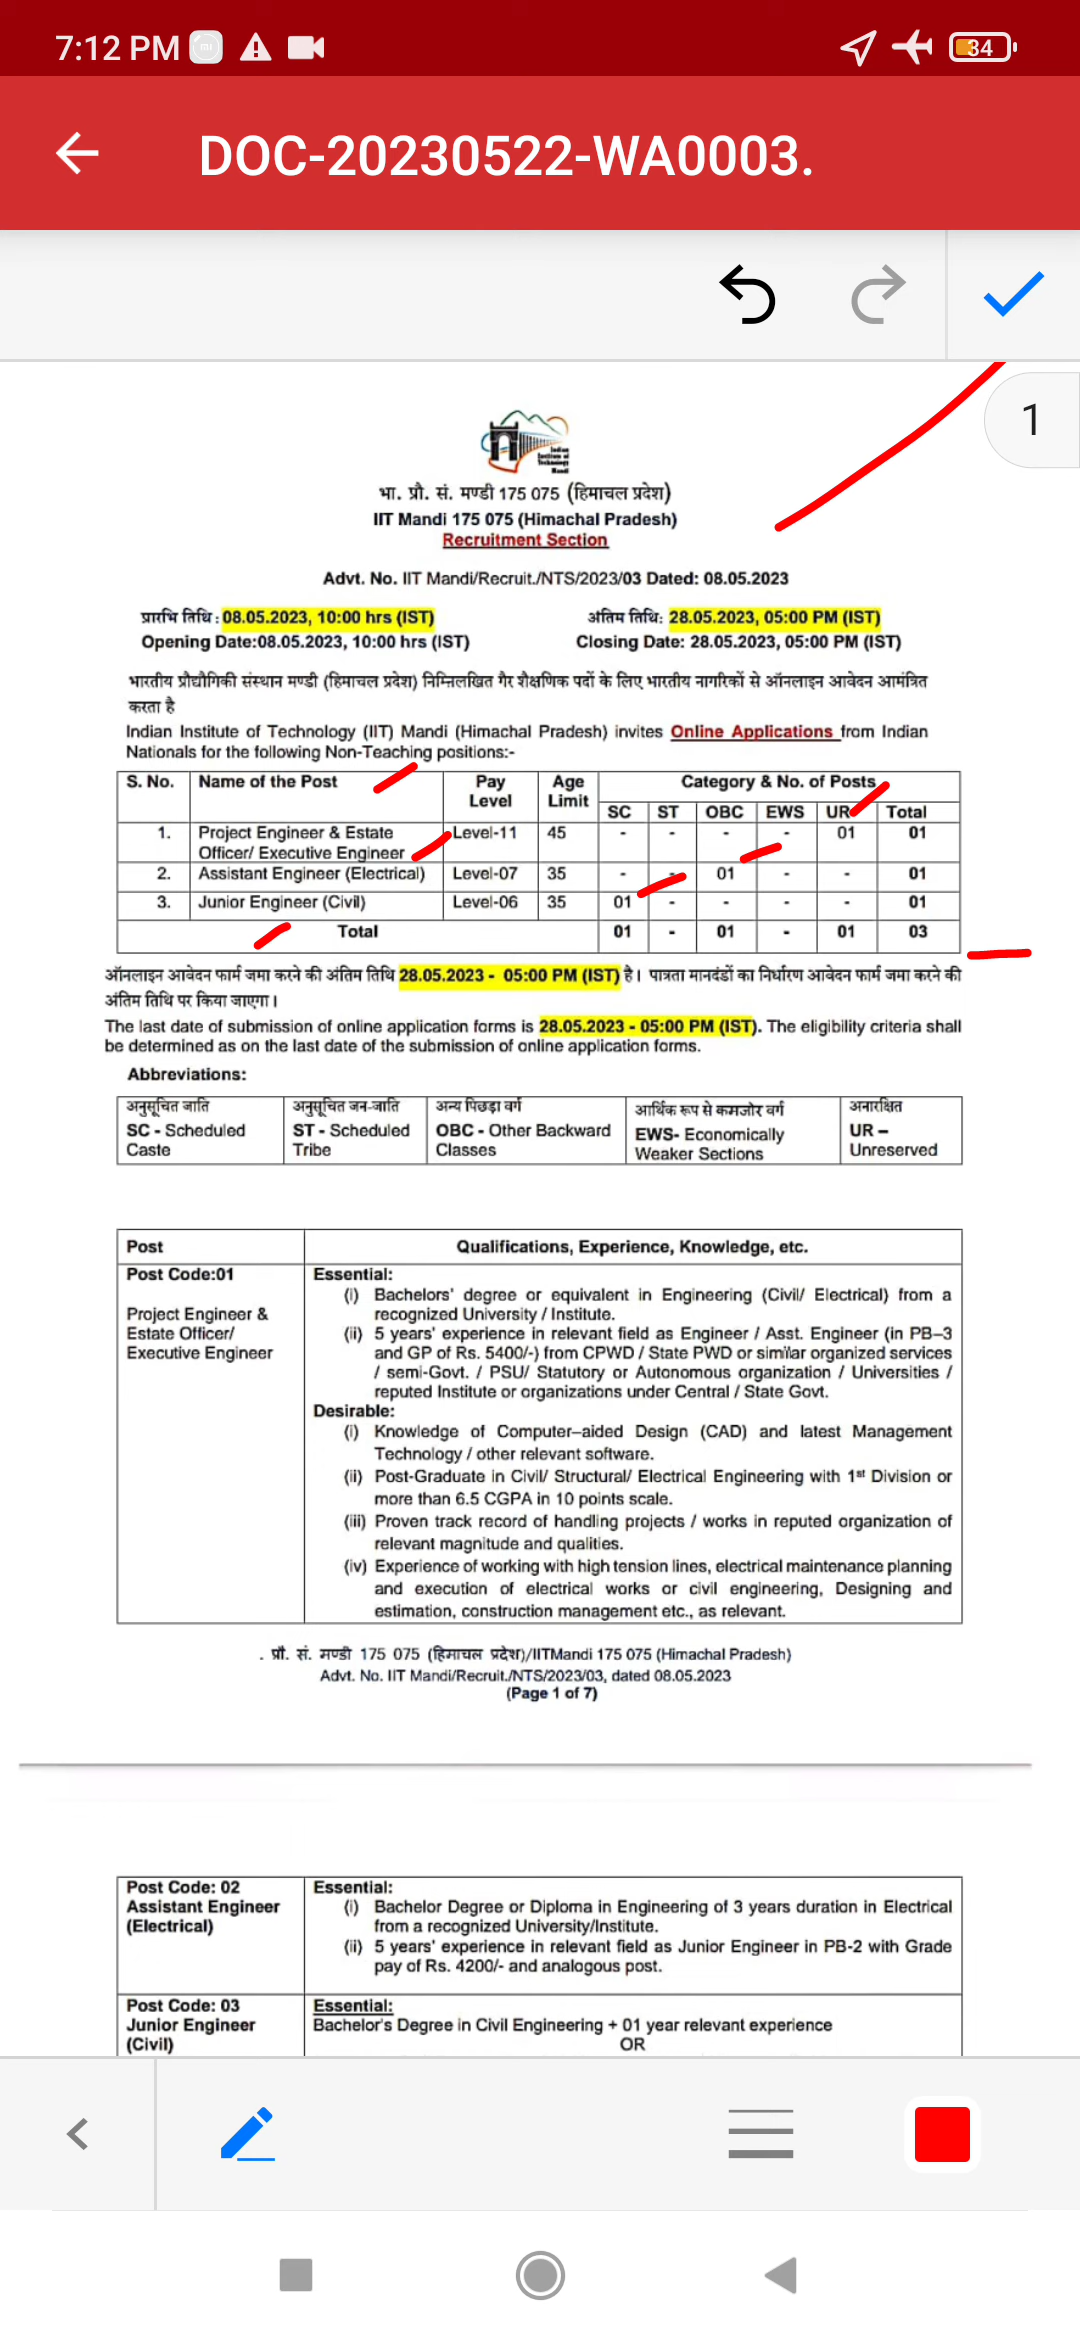 7:12 PM
34
DOC-20230522-WA0003.
1
भा. प्रौ. सं. मण्डी 175 075 (हिमाचल प्रदेश)
IIT Mandi 175 075 (Himachal Pradesh)
Recruitment Section
Advt. No. IIT Mandi/Recruit./NTS/2023/03 Dated: 08.05.2023
प्रारंभि तिथि : 08.05.2023, 10:00 hrs (IST) अंतिम तिथि: 28.05.2023, 05:00 PM (IST)
Opening Date:08.05.2023, 10:00 hrs (IST) Closing Date: 28.05.2023, 05:00 PM (IST)
भारतीय प्रौद्यौगिकी संस्थान मण्डी (हिमाचल प्रदेश) निम्निलखित गैर शैक्षणिक पदों के लिए भारतीय नागरिकों से ऑनलाइन आवेदन आमंत्रित
करता है
Indian Institute of Technology (IIT) Mandi (Himachal Pradesh) invites Online Applications from Indian
Nationals for the following Non-Teaching positions:-
S. No. Name of the Post Pay Level Age Limit Category & No. of Posts
SC ST OBC EWS UR Total
1. Project Engineer & Estate Officer/ Executive Engineer Level-11 45 - - - - 01 01
2. Assistant Engineer (Electrical) Level-07 35 - - 01 - - 01
3. Junior Engineer (Civil) Level-06 35 01 - - - - 01
Total 01 - 01 - 01 03
ऑनलाइन आवेदन फार्म जमा करने की अंतिम तिथि 28.05.2023 - 05:00 PM (IST) है। पात्रता मानदंडों का निर्धारण आवेदन फार्म जमा करने की
अंतिम तिथि पर किया जाएगा।
The last date of submission of online application forms is 28.05.2023 - 05:00 PM (IST). The eligibility criteria shall
be determined as on the last date of the submission of online application forms.
Abbreviations:
अनुसूचित जाति अनुसूचित जन-जाति अन्य पिछड़ा वर्ग आर्थिक रूप से कमजोर वर्ग अनारक्षित
SC - Scheduled Caste ST - Scheduled Tribe OBC - Other Backward Classes EWS- Economically Weaker Sections UR – Unreserved
Post Qualifications, Experience, Knowledge, etc.
Post Code:01
Project Engineer &
Estate Officer/
Executive Engineer
Essential:
(i) Bachelors' degree or equivalent in Engineering (Civil/ Electrical) from a
recognized University / Institute.
(ii) 5 years' experience in relevant field as Engineer / Asst. Engineer (in PB–3
and GP of Rs. 5400/-) from CPWD / State PWD or similar organized services
/ semi-Govt. / PSU/ Statutory or Autonomous organization / Universities /
reputed Institute or organizations under Central / State Govt.
Desirable:
(i) Knowledge of Computer–aided Design (CAD) and latest Management
Technology / other relevant software.
(ii) Post-Graduate in Civil/ Structural/ Electrical Engineering with 1st Division or
more than 6.5 CGPA in 10 points scale.
(iii) Proven track record of handling projects / works in reputed organization of
relevant magnitude and qualities.
(iv) Experience of working with high tension lines, electrical maintenance planning
and execution of electrical works or civil engineering, Designing and
estimation, construction management etc., as relevant.
. प्रौ. सं. मण्डी 175 075 (हिमाचल प्रदेश)/IITMandi 175 075 (Himachal Pradesh)
Advt. No. IIT Mandi/Recruit./NTS/2023/03, dated 08.05.2023
(Page 1 of 7)
Post Code: 02
Assistant Engineer
(Electrical)
Essential:
(i) Bachelor Degree or Diploma in Engineering of 3 years duration in Electrical
from a recognized University/Institute.
(ii) 5 years' experience in relevant field as Junior Engineer in PB-2 with Grade
pay of Rs. 4200/- and analogous post.
Post Code: 03
Junior Engineer
(Civil)
Essential:
Bachelor's Degree in Civil Engineering + 01 year relevant experience
OR